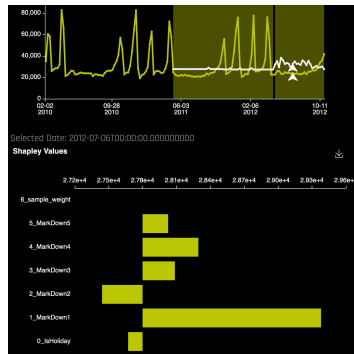 80,000
60,000
40,000
20,000
0
02-02 09-28 06-03 02-06 10-11
2010 2010 2011 2012 2012
Selected Date: 2012-07-06T00:00:00.000000000
Shapley Values
2.72e+4 2.75e+4 2.78e+4 2.81e+4 2.84e+4 2.87e+4 2.90e+4 2.93e+4 2.96e+
6_sample_weight
5_MarkDown5
4_MarkDown4
3_MarkDown3
2_MarkDown2
1_MarkDown1
0_IsHoliday